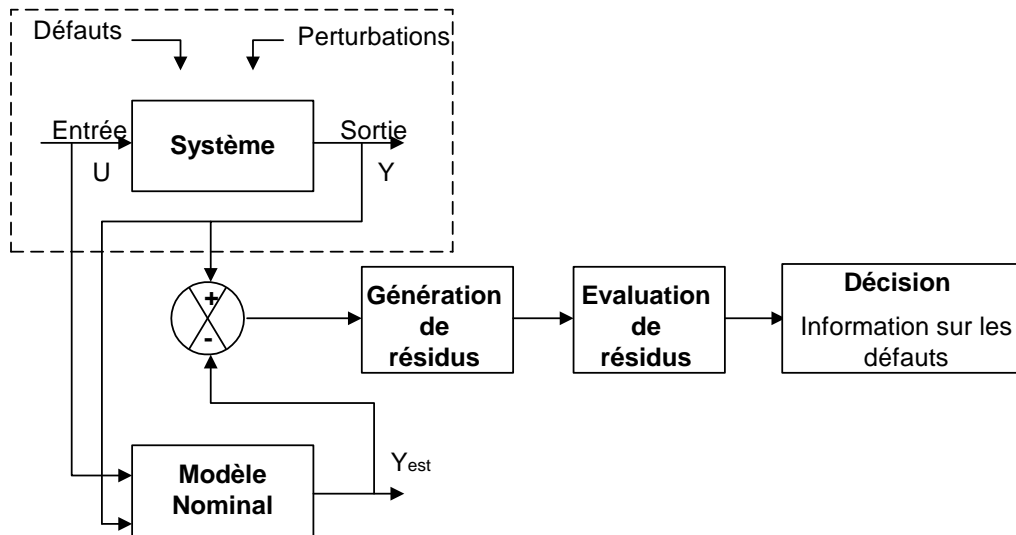 Défauts
Perturbations
Entrée
Système
Sortie
U
Y
+
-
Génération
de
résidus
Evaluation
de
résidus
Décision
Information sur les
défauts
Modèle
Nominal
Yest